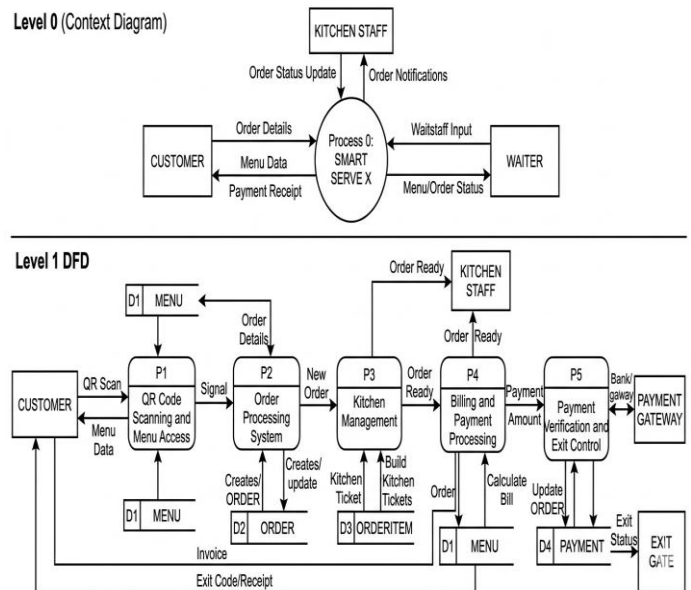 Level 0 (Context Diagram)
KITCHEN STAFF
Order Status Update
Order Notifications
Order Details
Waitstaff Input
CUSTOMER
Process 0:
SMART
SERVE X
WAITER
Menu Data
Payment Receipt
Menu/Order Status
Level 1 DFD
Order Ready
KITCHEN
STAFF
D1 MENU
Order
Details
Order Ready
P1
QR Code
Scanning and
Menu Access
P2
Order
Processing
System
P3
Kitchen
Management
P4
Billing and
Payment
Processing
P5
Payment
Verification and
Exit Control
CUSTOMER
QR Scan
Menu
Data
Signal
New
Order
Order
Ready
Payment
Amount
Bank/
gaway
PAYMENT
GATEWAY
Creates/
ORDER
Creates/
update
Kitchen
Ticket
Build
Kitchen
Tickets
Order
Calculate
Bill
Update
ORDER
Exit
Status
D1 MENU
D2 ORDER
D3 ORDERITEM
D1 MENU
D4 PAYMENT
EXIT
GATE
Invoice
Exit Code/Receipt